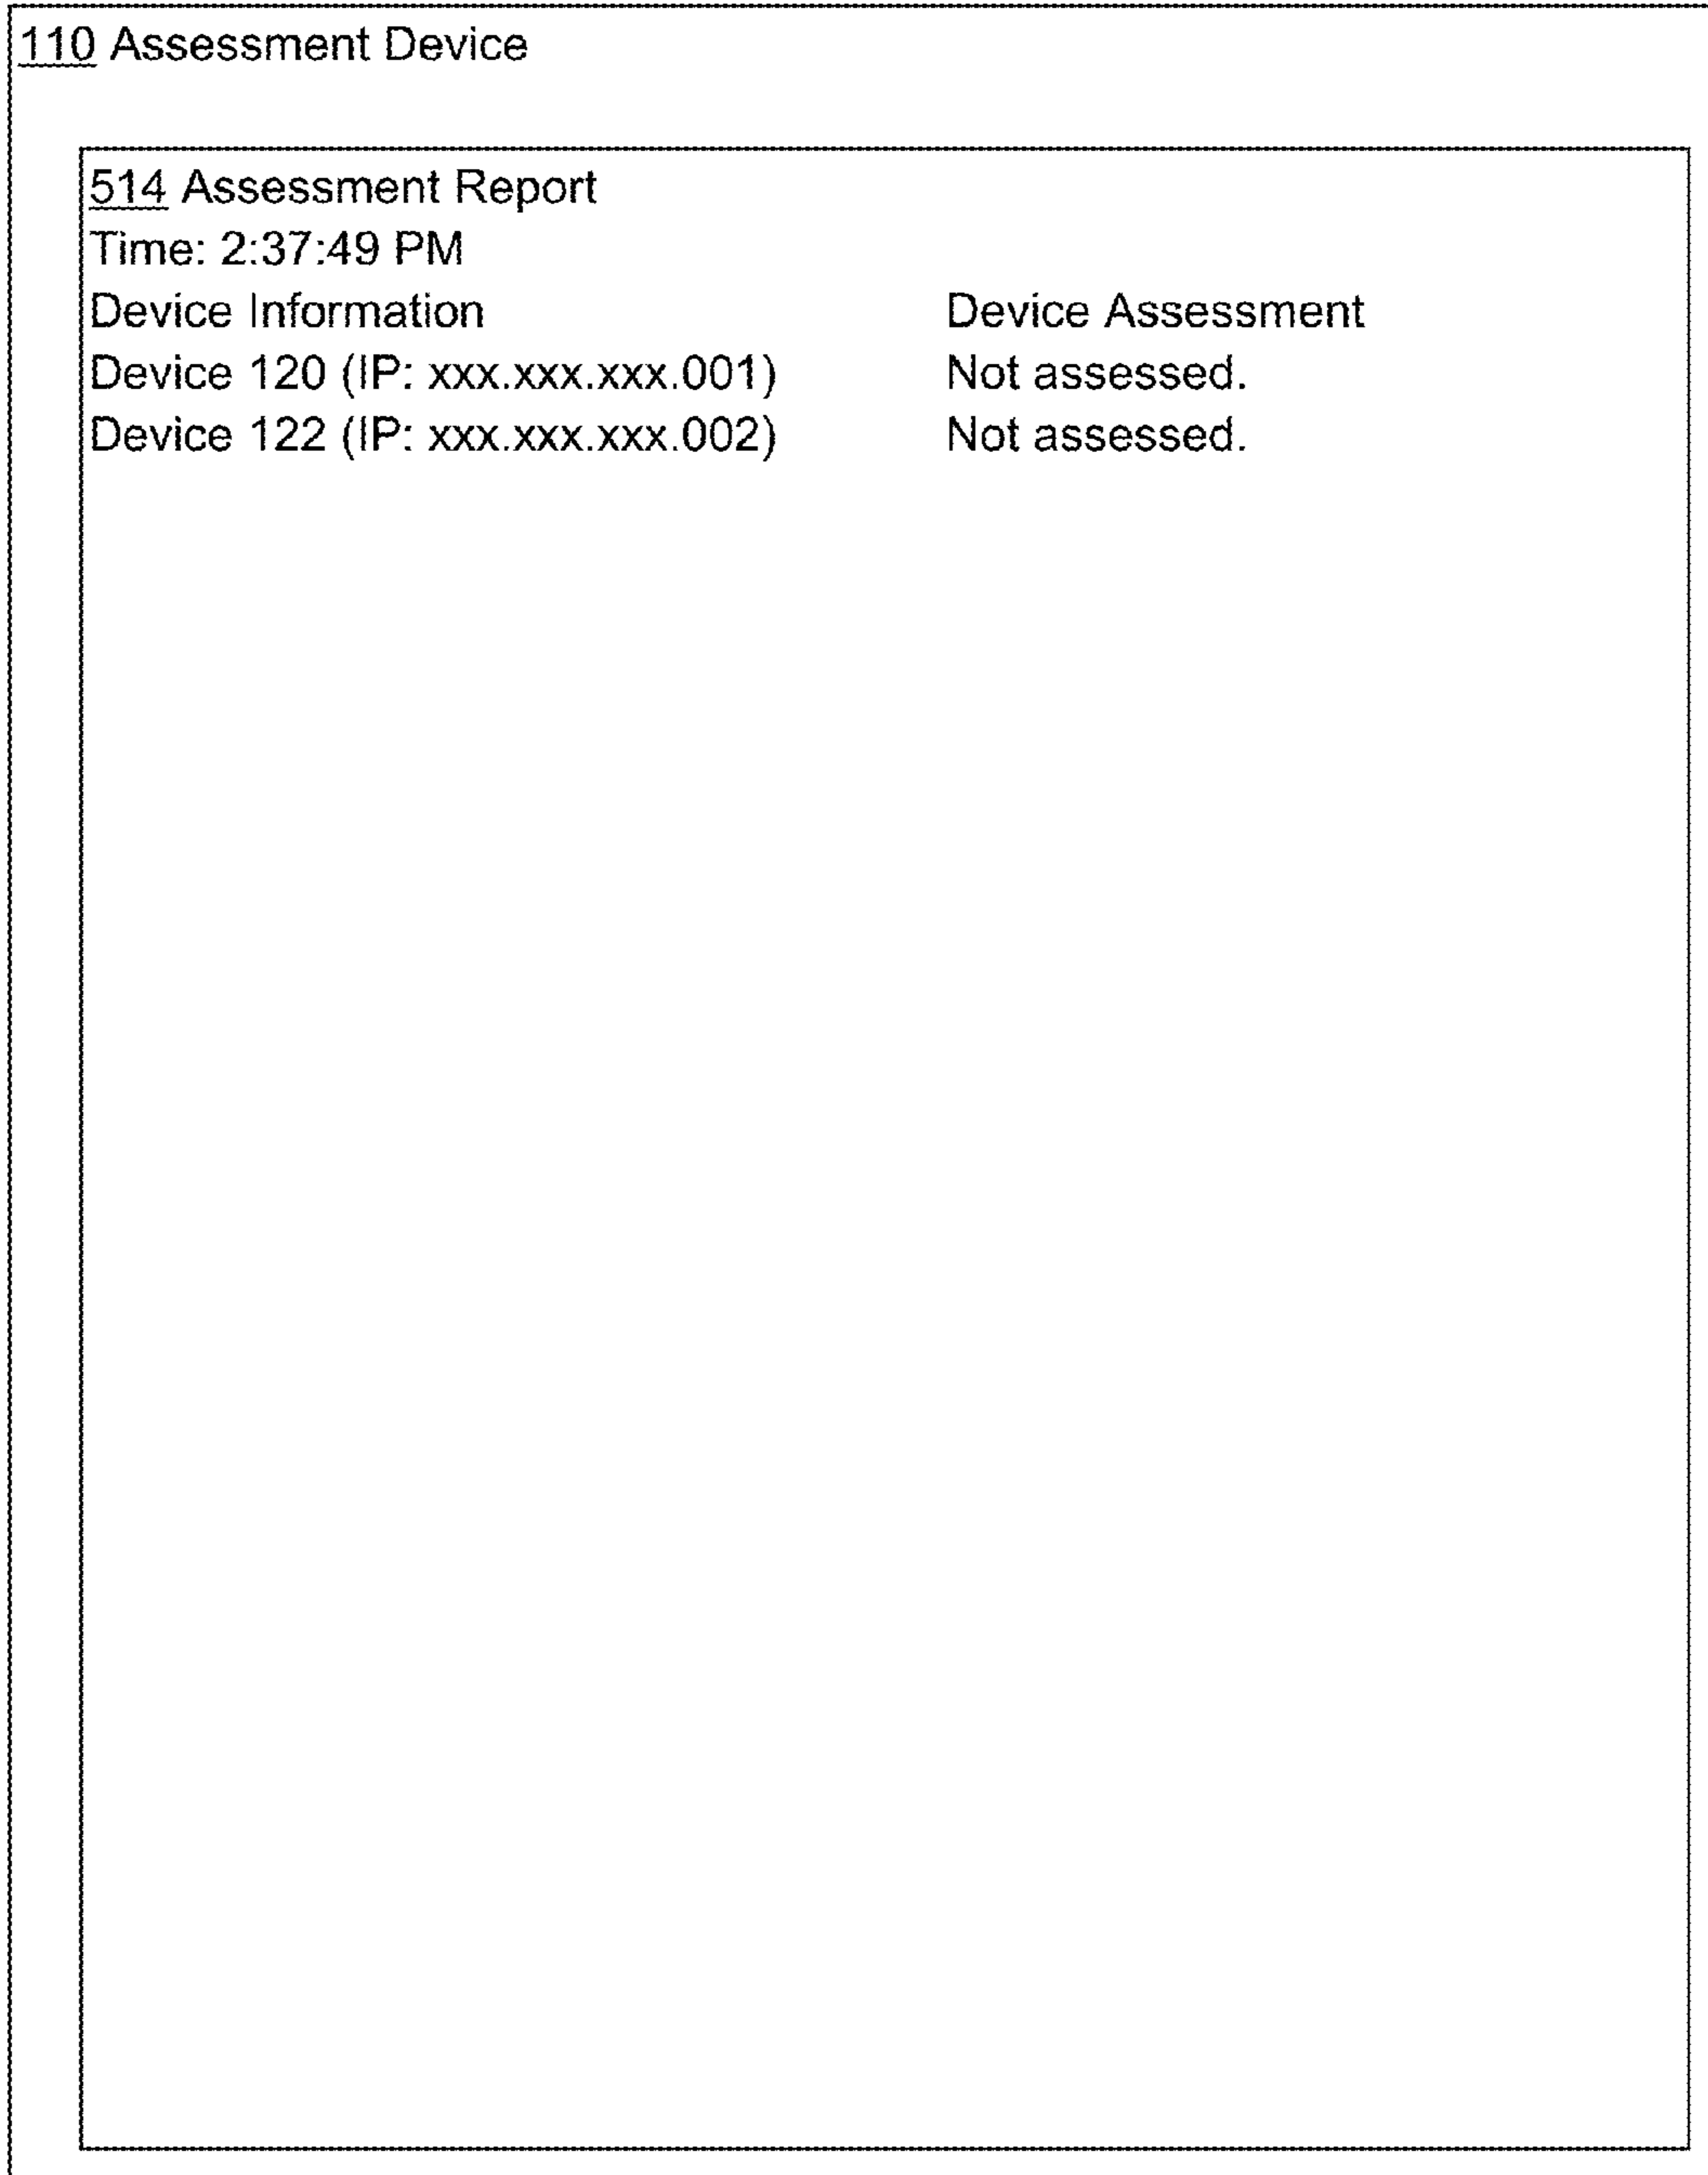 110 Assessment Device
514 Assessment Report
Time: 2:37:49 PM
Device Information Device Assessment
Device 120 (IP: xxx.xxx.xxx.001) Not assessed.
Device 122 (IP: xxx.xxx.xxx.002) Not assessed.